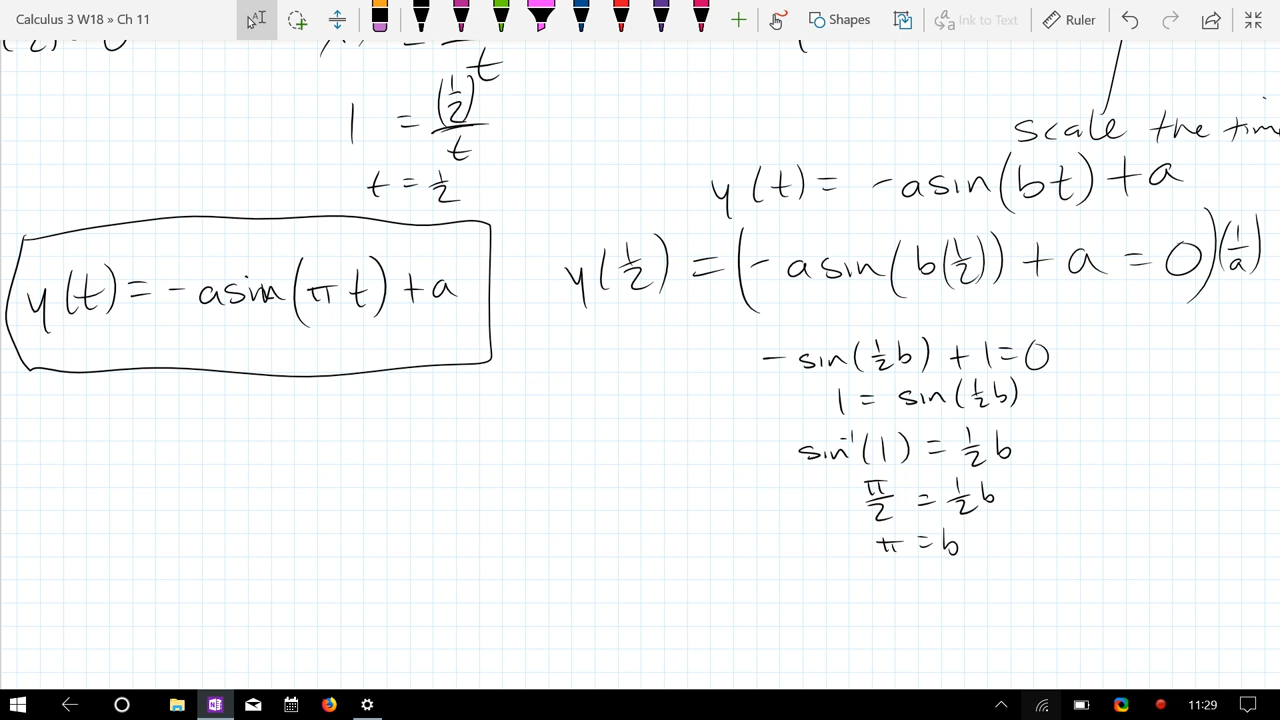 Calculus 3 W18 » Ch 11
Link to Text
Shapes
Ruler
t
1 = (1/2)/t
t = 1/2
scale the
y(t) = -asin(bt) + a
y(1/2) = (-asin(b(1/2)) + a = 0)(1/a)
y(t) = -asin(πt) + a
-sin(1/2 b) + 1 = 0
1 = sin(1/2 b)
sin⁻¹(1) = 1/2 b
π/2 = 1/2 b
π = b
11:29